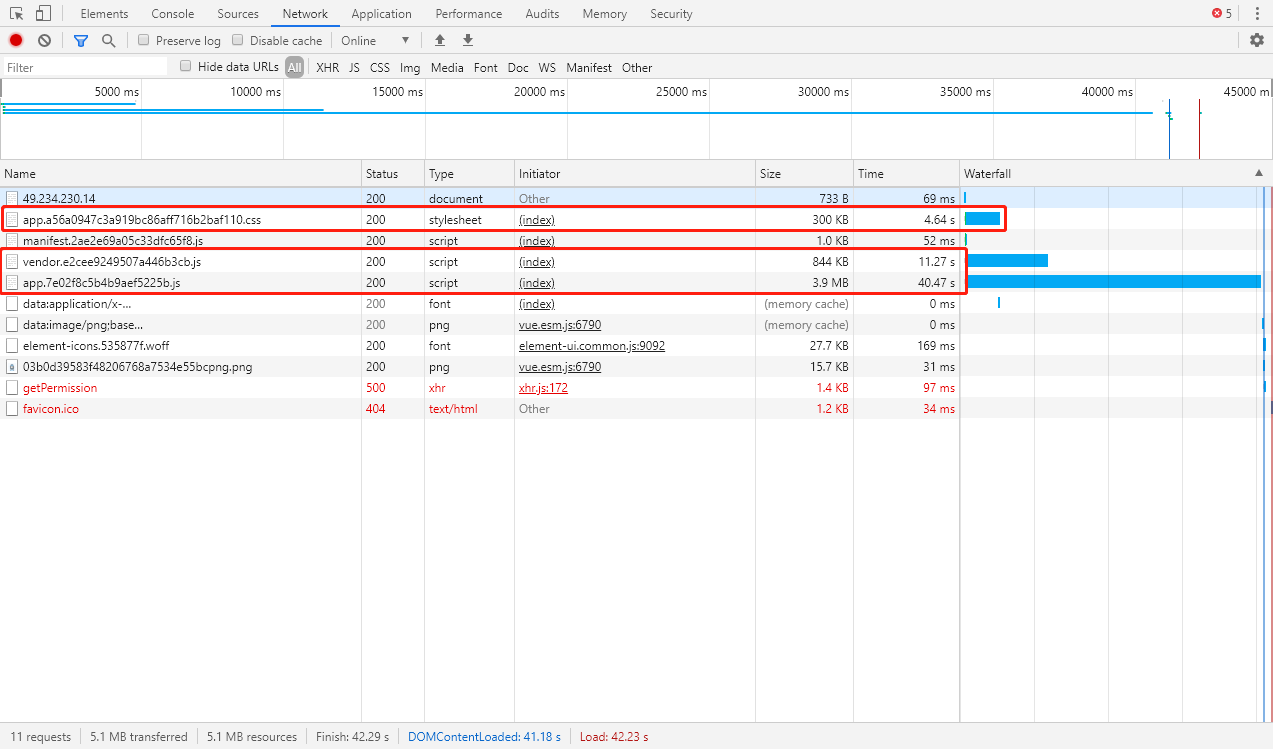 Elements Console Sources Network Application Performance Audits Memory Security 5
Preserve log Disable cache Online
Filter Hide data URLs All XHR JS CSS Img Media Font Doc WS Manifest Other
5000 ms 10000 ms 15000 ms 20000 ms 25000 ms 30000 ms 35000 ms 40000 ms 45000 m
Name Status Type Initiator Size Time Waterfall
49.234.230.14 200 document Other 733 B 69 ms
app.a56a0947c3a919bc86aff716b2baf110.css 200 stylesheet (index) 300 KB 4.64 s
manifest.2ae2e69a05c33dfc65f8.js 200 script (index) 1.0 KB 52 ms
vendor.e2cee9249507a446b3cb.js 200 script (index) 844 KB 11.27 s
app.7e02f8c5b4b9aef5225b.js 200 script (index) 3.9 MB 40.47 s
data:application/x-... 200 font (index) (memory cache) 0 ms
data:image/png;base... 200 png vue.esm.js:6790 (memory cache) 0 ms
element-icons.535877f.woff 200 font element-ui.common.js:9092 27.7 KB 169 ms
03b0d39583f48206768a7534e55bcpng.png 200 png vue.esm.js:6790 15.7 KB 31 ms
getPermission 500 xhr xhr.js:172 1.4 KB 97 ms
favicon.ico 404 text/html Other 1.2 KB 34 ms
11 requests 5.1 MB transferred 5.1 MB resources Finish: 42.29 s DOMContentLoaded: 41.18 s Load: 42.23 s